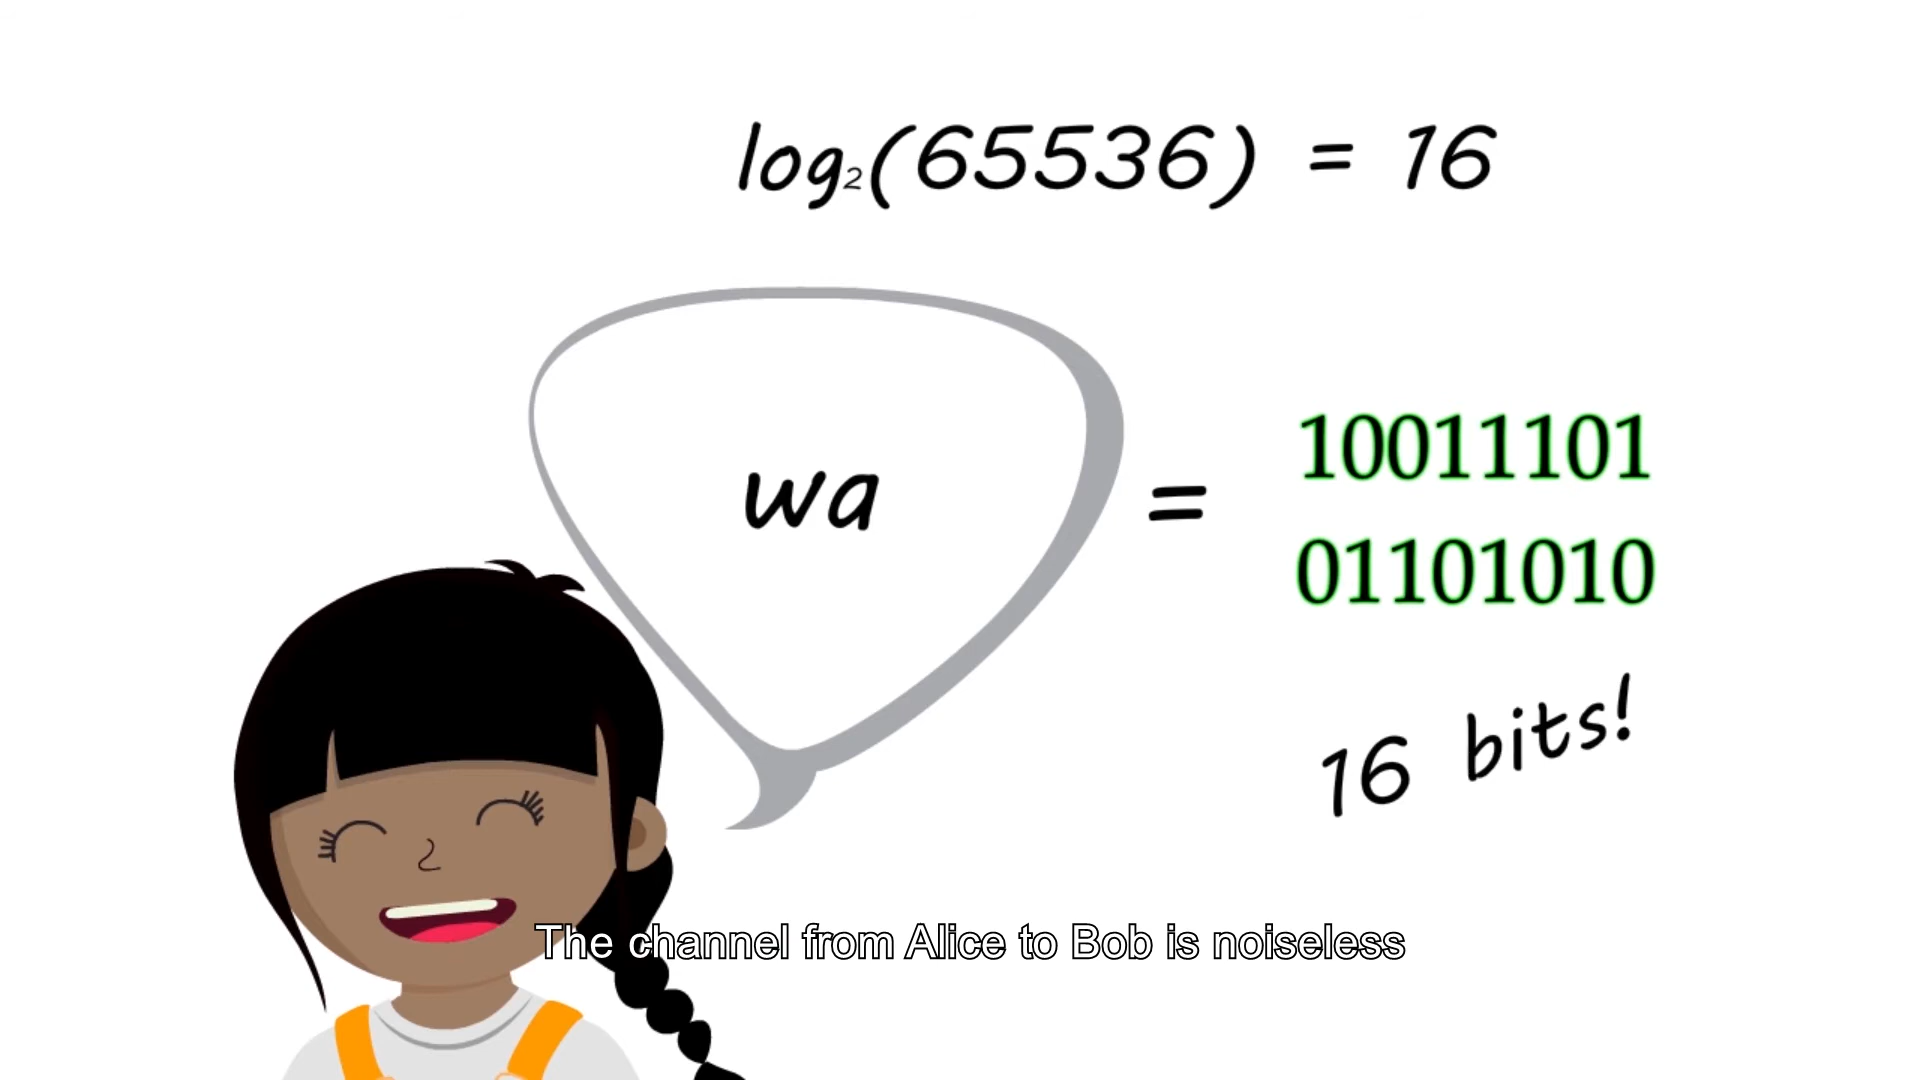 log₂(65536) = 16
wa = 10011101
01101010
16 bits!
The channel from Alice to Bob is noiseless